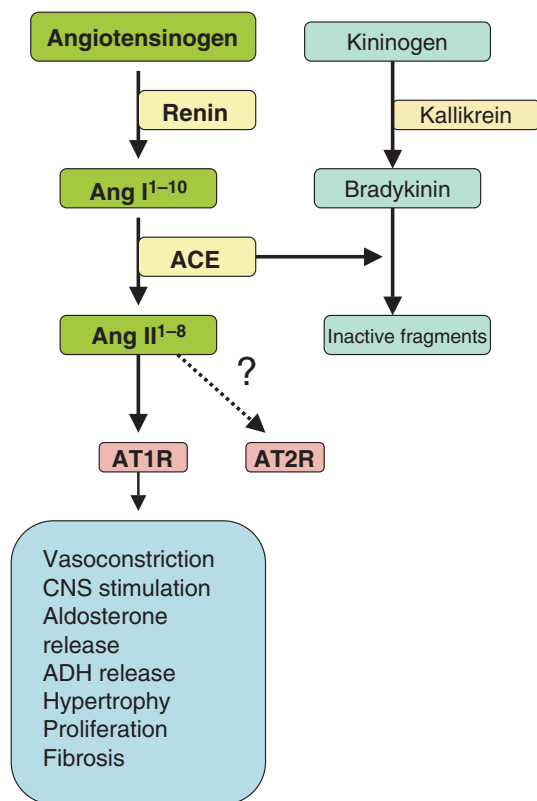 Angiotensinogen
Kininogen
Renin
Kallikrein
Ang I¹⁻¹⁰
Bradykinin
ACE
Ang II¹⁻⁸
Inactive fragments
?
AT1R
AT2R
Vasoconstriction
CNS stimulation
Aldosterone
release
ADH release
Hypertrophy
Proliferation
Fibrosis